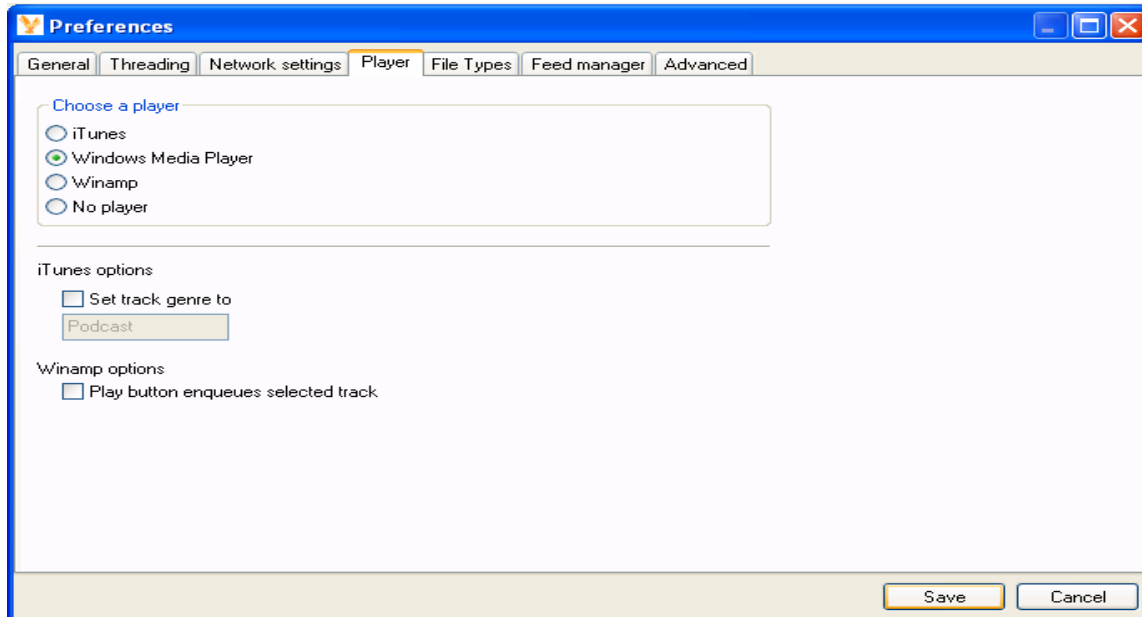 Preferences
General Threading Network settings Player File Types Feed manager Advanced
Choose a player
iTunes
Windows Media Player
Winamp
No player
iTunes options
Set track genre to
Podcast
Winamp options
Play button enqueues selected track
Save Cancel